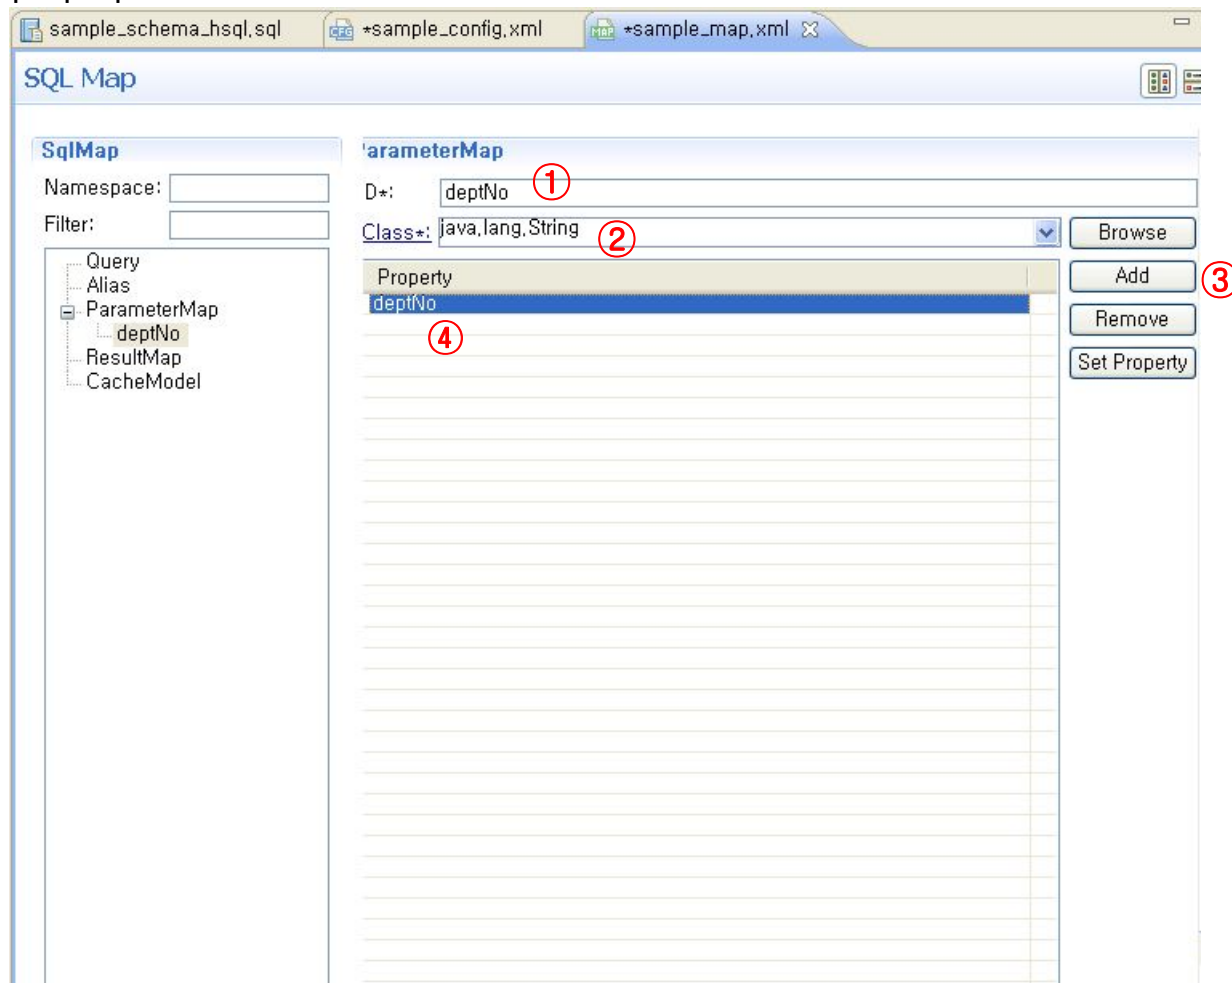 sample_schema_hsql,sql
*sample_config,xml
*sample_map,xml
SQL Map
SqlMap
Namespace:
Filter:
Query
Alias
ParameterMap
deptNo
ResultMap
CacheModel
'arameterMap
D*:
deptNo
①
Class*:
java,lang,String
②
Browse
Property
Add
③
deptNo
④
Remove
Set Property